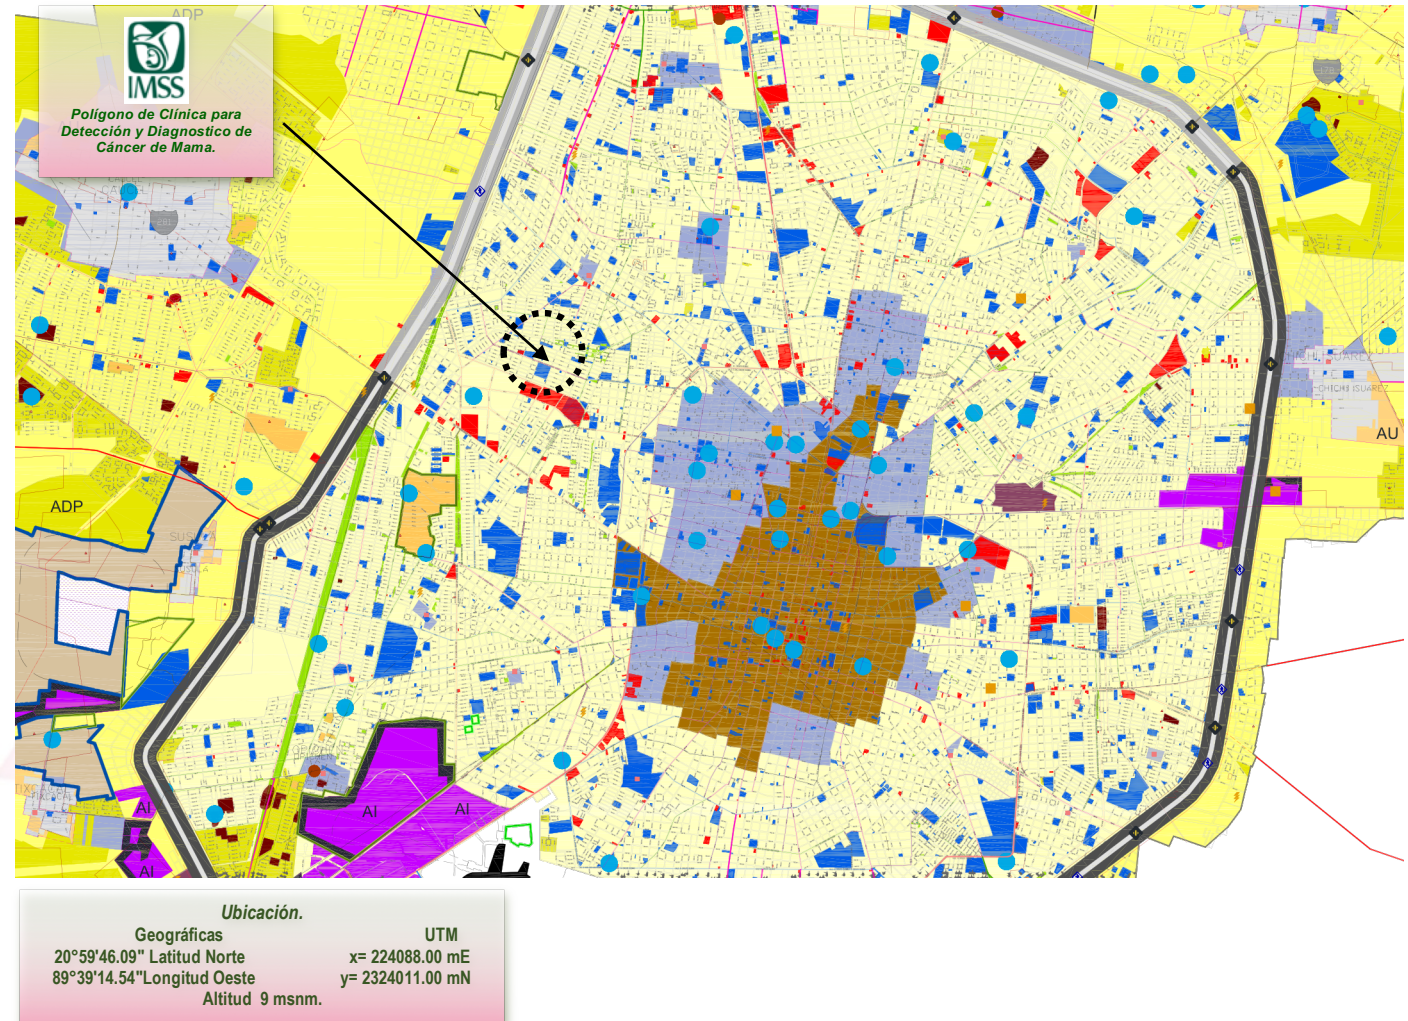 ADP
IMSS
Polígono de Clínica para
Detección y Diagnostico de
Cáncer de Mama.
CHICHI SUAREZ
AU
ADP
AI
AI
AI
AI
Ubicación.
Geográficas UTM
20°59'46.09" Latitud Norte x= 224088.00 mE
89°39'14.54"Longitud Oeste y= 2324011.00 mN
Altitud 9 msnm.